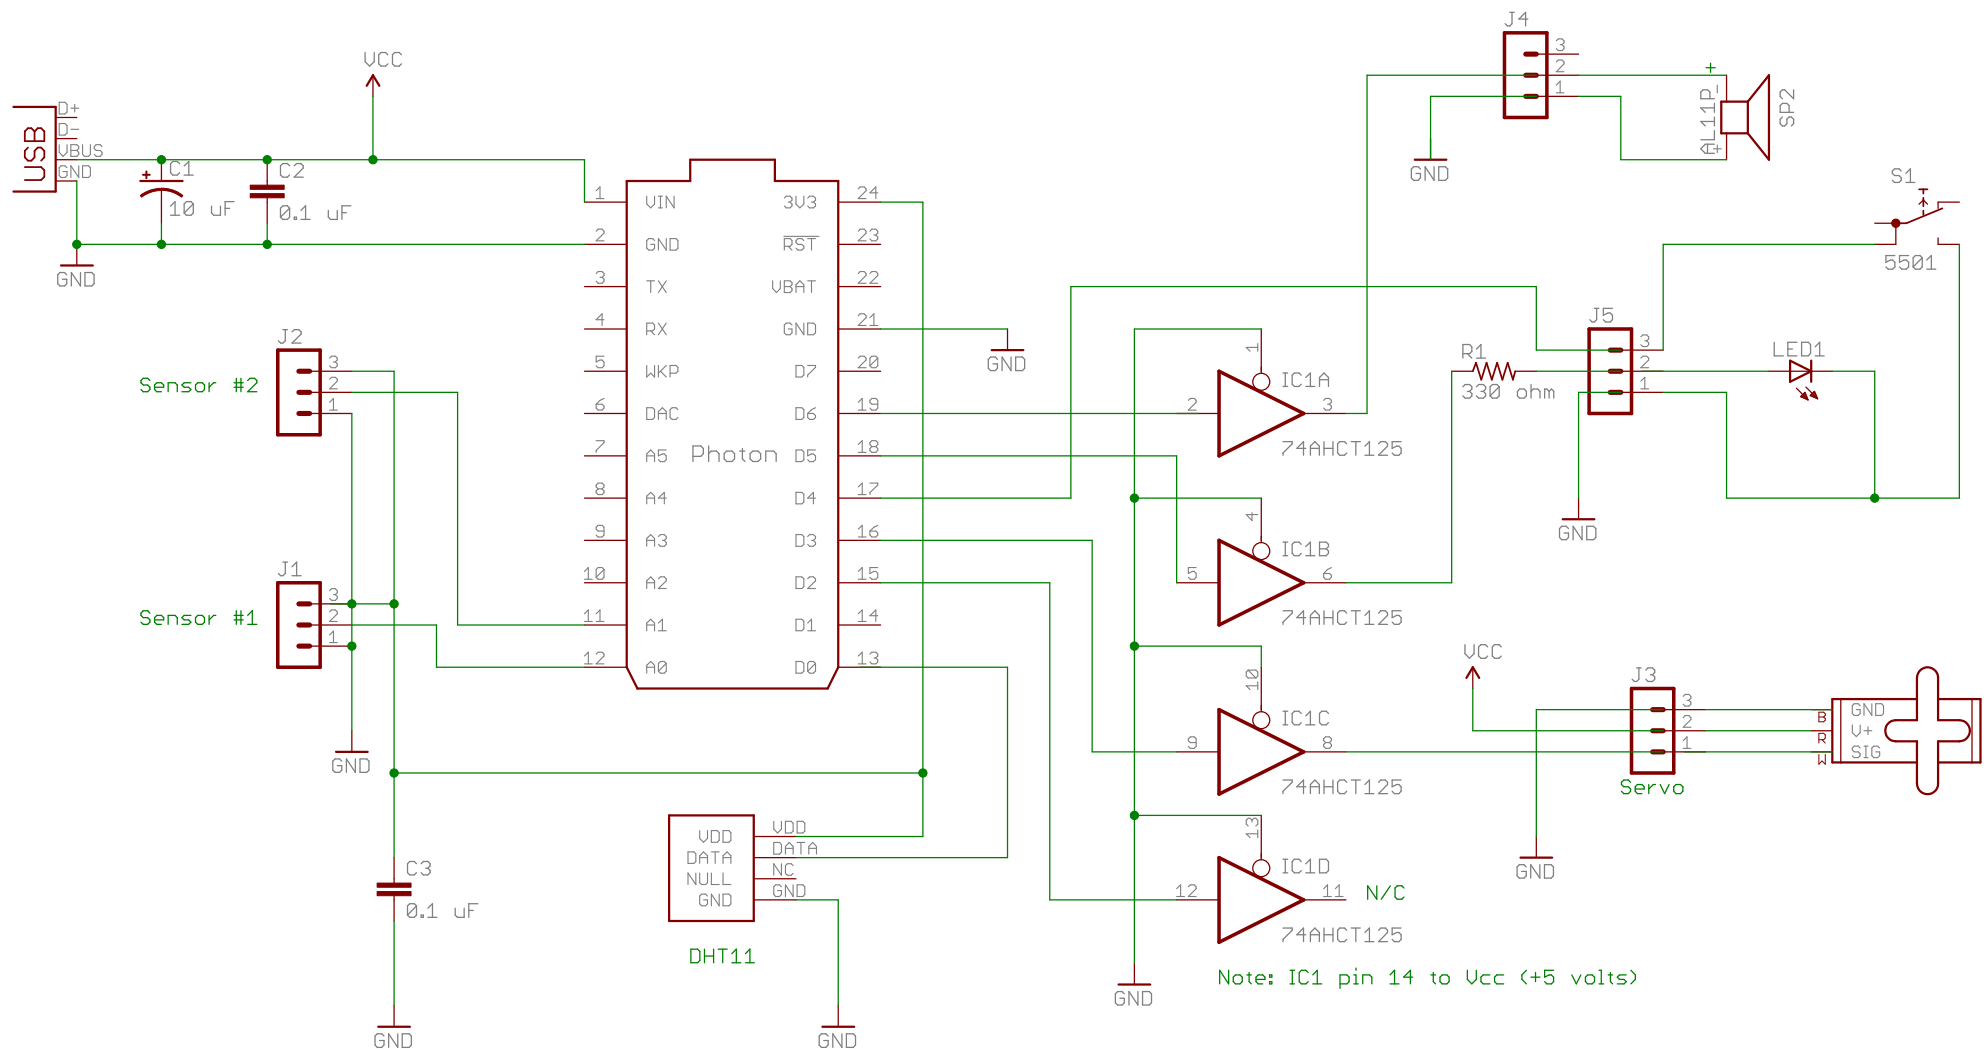 VCC
USB
D+
D-
VBUS
GND
C1
10 uF
C2
0.1 uF
GND
J2
Sensor #2
3
2
1
J1
Sensor #1
3
2
1
GND
C3
0.1 uF
GND
Photon
1 VIN
2 GND
3 TX
4 RX
5 WKP
6 DAC
7 A5
8 A4
9 A3
10 A2
11 A1
12 A0
3V3 24
RST 23
VBAT 22
GND 21
D7 20
D6 19
D5 18
D4 17
D3 16
D2 15
D1 14
D0 13
GND
VDD VDD
DATA DATA
NULL NC
GND GND
DHT11
GND
1
IC1A
2 3
74AHCT125
4
IC1B
5 6
74AHCT125
10
IC1C
9 8
74AHCT125
13
IC1D
12 11 N/C
74AHCT125
GND
Note: IC1 pin 14 to Vcc (+5 volts)
J4
3
2
1
GND
+
AL11P
SP2
S1
5501
J5
3
2
1
R1
330 ohm
LED1
GND
VCC
J3
3
2
1
Servo
B GND
R V+
W SIG
GND